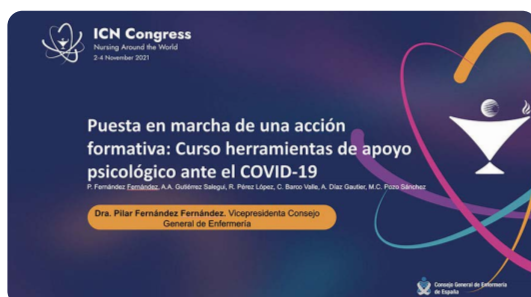 ICN Congress
Nursing Around the World
2-4 November 2021
Puesta en marcha de una acción
formativa: Curso herramientas de apoyo
psicológico ante el COVID-19
P. Fernández Fernández, A.A. Gutiérrez Salegui, R. Pérez López, C. Barco Valle, A. Díaz Gautier, M.C. Pozo Sánchez
Dra. Pilar Fernández Fernández. Vicepresidenta Consejo
General de Enfermería
Consejo General de Enfermería
de España